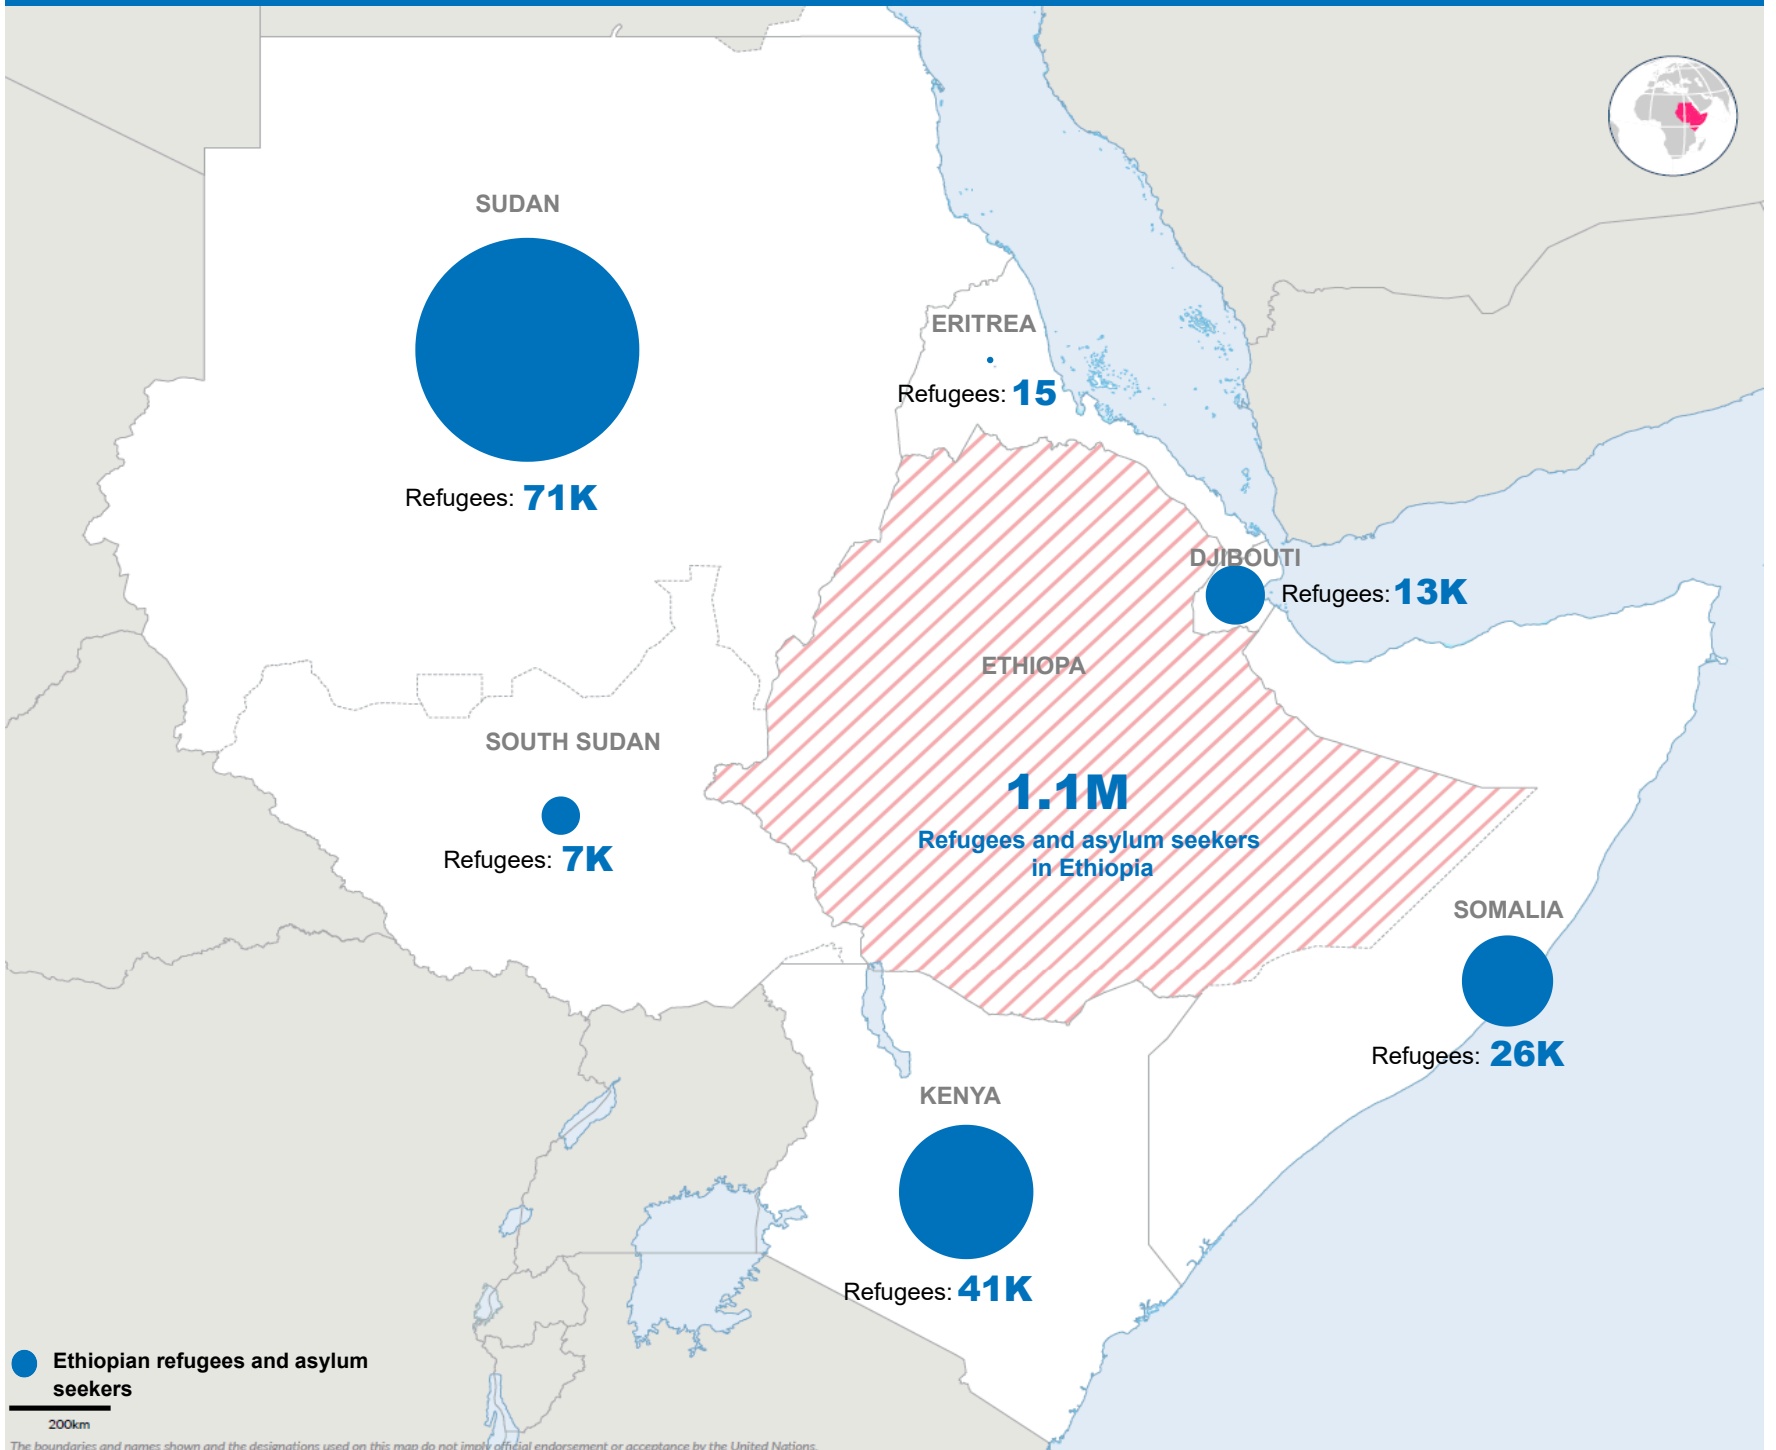 SUDAN
Refugees: 71K
ERITREA
Refugees: 15
DJIBOUTI
Refugees: 13K
ETHIOPA
SOUTH SUDAN
Refugees: 7K
1.1M
Refugees and asylum seekers
in Ethiopia
SOMALIA
Refugees: 26K
KENYA
Refugees: 41K
Ethiopian refugees and asylum
seekers
200km
The boundaries and names shown and the designations used on this map do not imply official endorsement or acceptance by the United Nations.